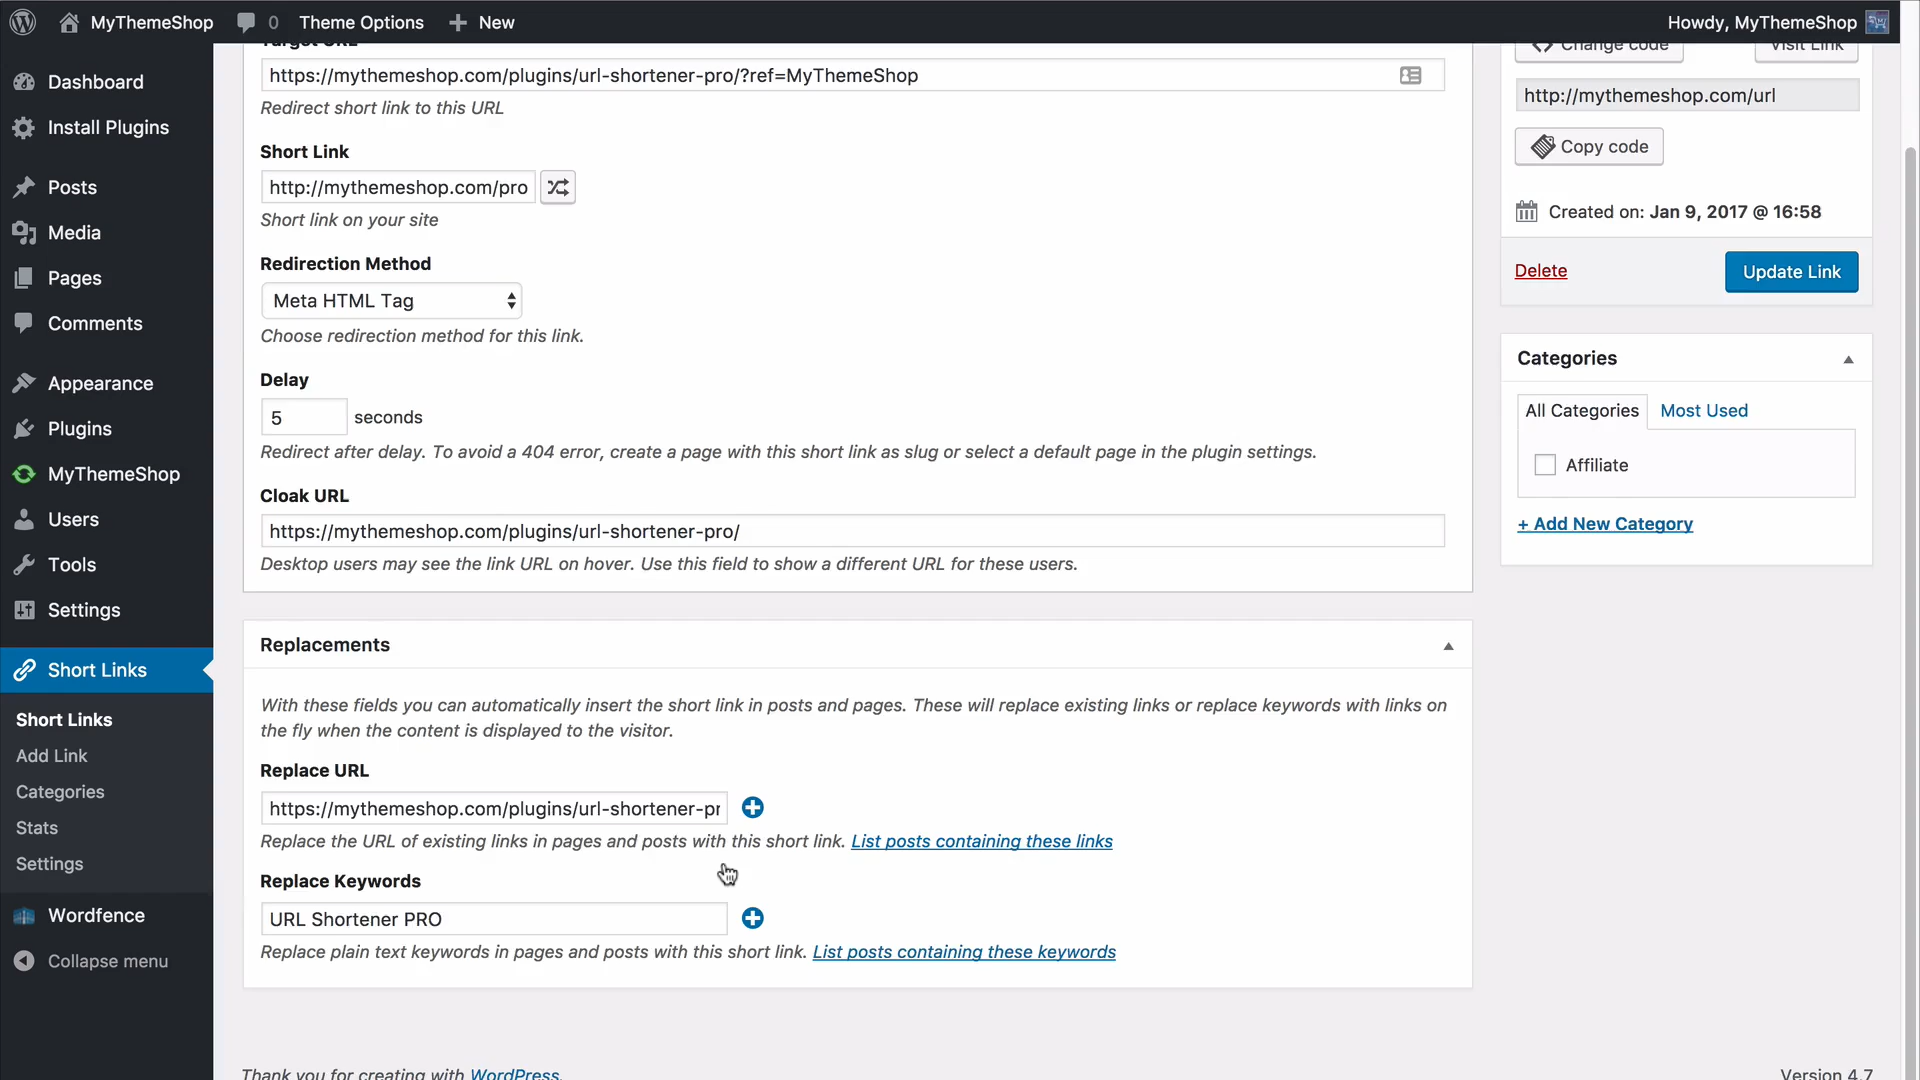 MyThemeShop 0 Theme Options + New Howdy, MyThemeShop
Target URL
https://mythemeshop.com/plugins/url-shortener-pro/?ref=MyThemeShop
Redirect short link to this URL
Short Link
http://mythemeshop.com/pro
Short link on your site
Redirection Method
Meta HTML Tag
Choose redirection method for this link.
Delay
5 seconds
Redirect after delay. To avoid a 404 error, create a page with this short link as slug or select a default page in the plugin settings.
Cloak URL
https://mythemeshop.com/plugins/url-shortener-pro/
Desktop users may see the link URL on hover. Use this field to show a different URL for these users.
Replacements
With these fields you can automatically insert the short link in posts and pages. These will replace existing links or replace keywords with links on
the fly when the content is displayed to the visitor.
Replace URL
https://mythemeshop.com/plugins/url-shortener-pr
Replace the URL of existing links in pages and posts with this short link. List posts containing these links
Replace Keywords
URL Shortener PRO
Replace plain text keywords in pages and posts with this short link. List posts containing these keywords
Thank you for creating with WordPress.
Version 4.7
Change code
Visit Link
http://mythemeshop.com/url
Copy code
Created on: Jan 9, 2017 @ 16:58
Delete
Update Link
Categories
All Categories
Most Used
Affiliate
+ Add New Category
Dashboard
Install Plugins
Posts
Media
Pages
Comments
Appearance
Plugins
MyThemeShop
Users
Tools
Settings
Short Links
Short Links
Add Link
Categories
Stats
Settings
Wordfence
Collapse menu